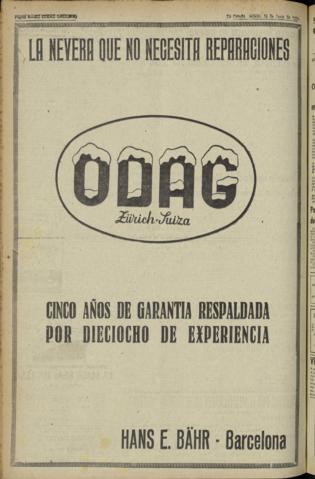 LA NEVERA QUE NO NECESITA REPARACIONES
ODAG
Zürich-Suiza
CINCO AÑOS DE GARANTIA RESPALDADA
POR DIECIOCHO DE EXPERIENCIA
HANS E. BÄHR - Barcelona